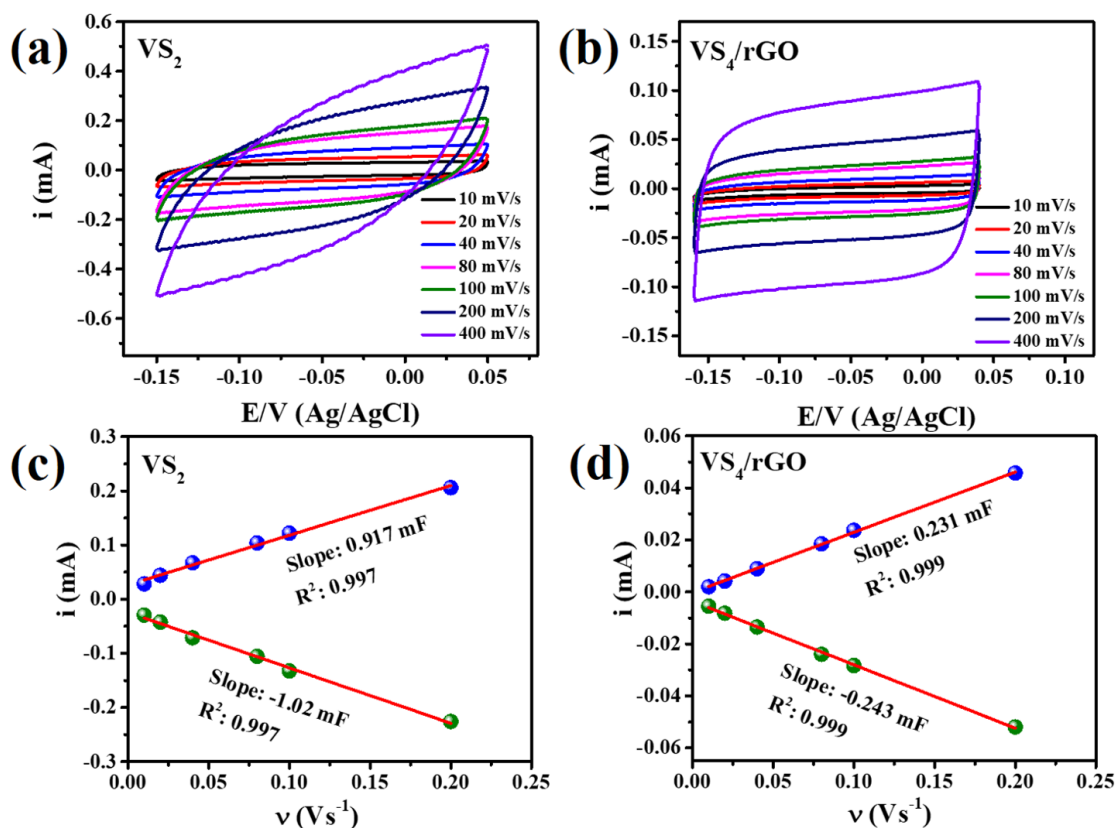 (a)
VS2
0.6
0.4
0.2
0.0
-0.2
-0.4
-0.6
i (mA)
10 mV/s
20 mV/s
40 mV/s
80 mV/s
100 mV/s
200 mV/s
400 mV/s
-0.15 -0.10 -0.05 0.00 0.05
E/V (Ag/AgCl)
(b)
VS4/rGO
0.15
0.10
0.05
0.00
-0.05
-0.10
-0.15
i (mA)
10 mV/s
20 mV/s
40 mV/s
80 mV/s
100 mV/s
200 mV/s
400 mV/s
-0.15 -0.10 -0.05 0.00 0.05 0.10
E/V (Ag/AgCl)
(c)
VS2
0.3
0.2
0.1
0.0
-0.1
-0.2
-0.3
i (mA)
Slope: 0.917 mF
R2: 0.997
Slope: -1.02 mF
R2: 0.997
0.00 0.05 0.10 0.15 0.20 0.25
ν (Vs-1)
(d)
VS4/rGO
0.06
0.04
0.02
0.00
-0.02
-0.04
-0.06
i (mA)
Slope: 0.231 mF
R2: 0.999
Slope: -0.243 mF
R2: 0.999
0.00 0.05 0.10 0.15 0.20 0.25
ν (Vs-1)